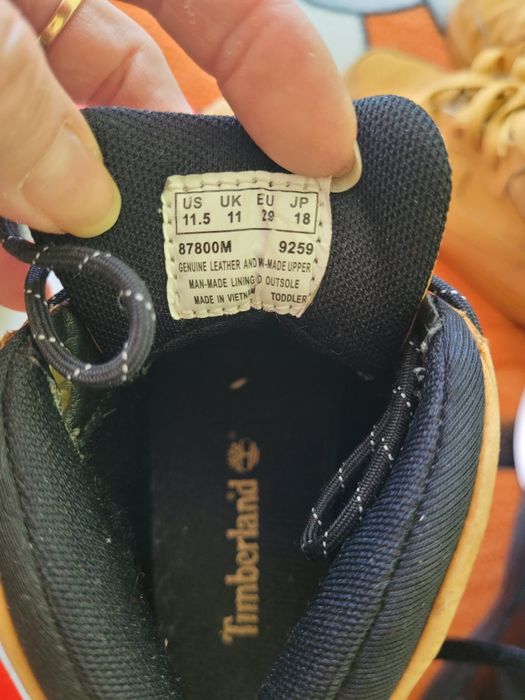 US UK EU JP
11.5 11 29 18
87800M 9259
GENUINE LEATHER AND M-MADE UPPER
MAN-MADE LINING D OUTSOLE
MADE IN VIETNAM TODDLER
Timberland